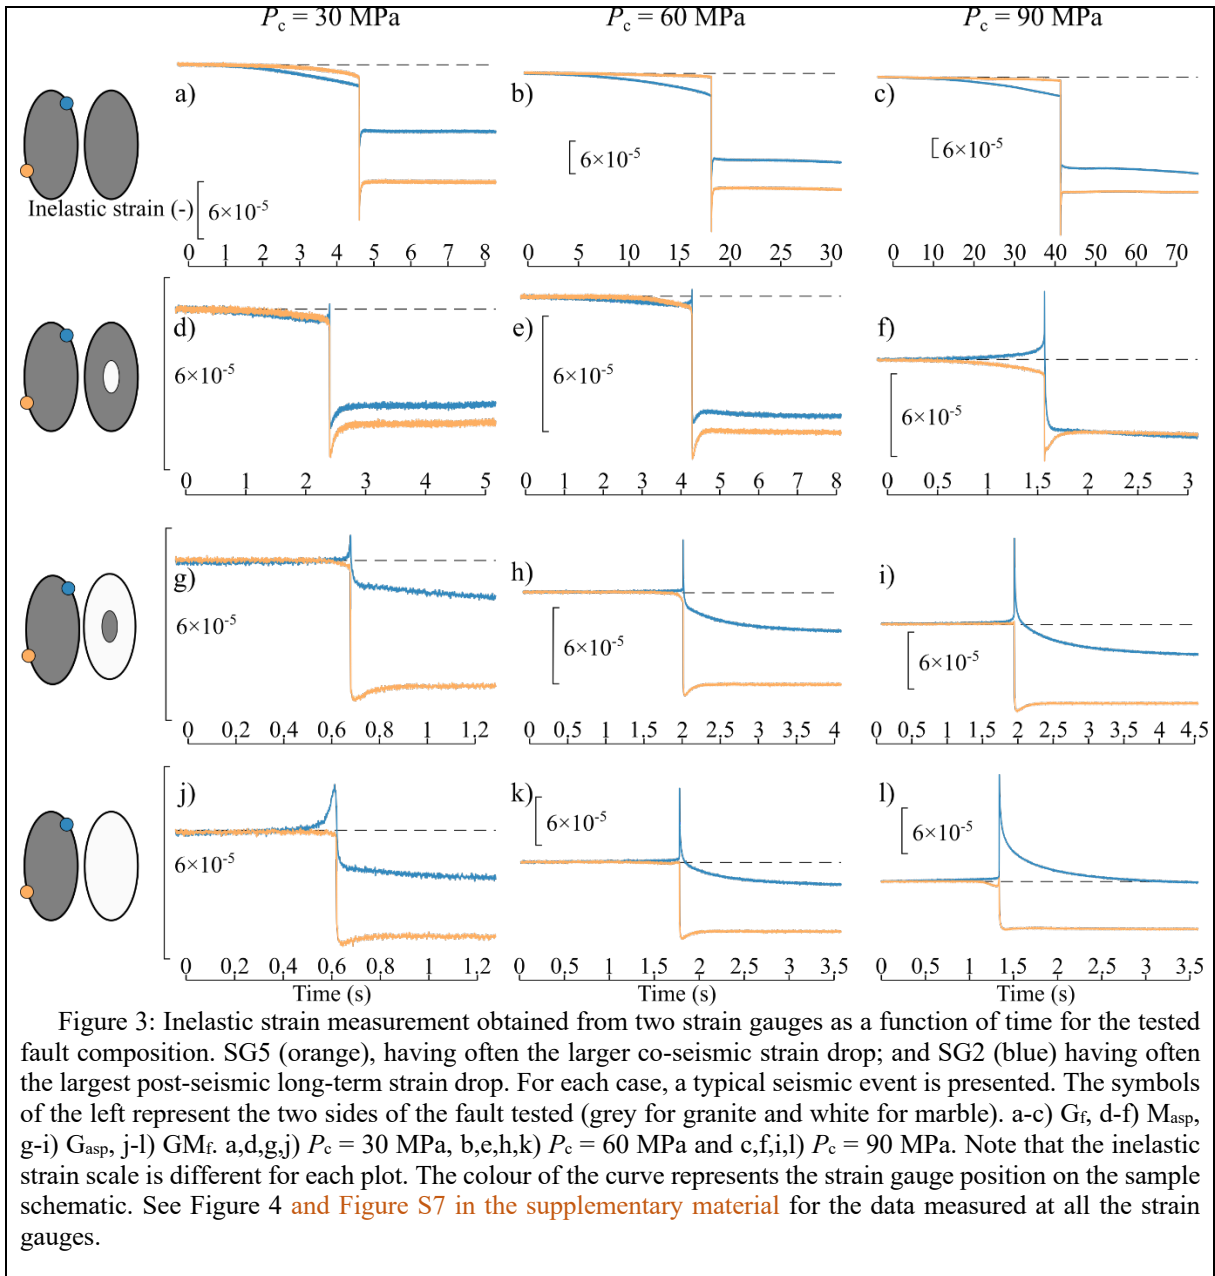 P_c = 30 MPa P_c = 60 MPa P_c = 90 MPa
a) b) c)
6×10⁻⁵ 6×10⁻⁵
Inelastic strain (-) 6×10⁻⁵
0 1 2 3 4 5 6 7 8 0 5 10 15 20 25 30 0 10 20 30 40 50 60 70
d) e) f)
6×10⁻⁵ 6×10⁻⁵ 6×10⁻⁵
0 1 2 3 4 5 0 1 2 3 4 5 6 7 8 0 0.5 1 1.5 2 2.5 3
g) h) i)
6×10⁻⁵ 6×10⁻⁵ 6×10⁻⁵
0 0.2 0.4 0.6 0.8 1 1.2 0 0.5 1 1.5 2 2.5 3 3.5 4 0 0.5 1 1.5 2 2.5 3 3.5 4 4.5
j) k) l)
6×10⁻⁵ 6×10⁻⁵ 6×10⁻⁵
0 0.2 0.4 0.6 0.8 1 1.2 0 0.5 1 1.5 2 2.5 3 3.5 0 0.5 1 1.5 2 2.5 3 3.5
Time (s) Time (s) Time (s)
Figure 3: Inelastic strain measurement obtained from two strain gauges as a function of time for the tested
fault composition. SG5 (orange), having often the larger co-seismic strain drop; and SG2 (blue) having often
the largest post-seismic long-term strain drop. For each case, a typical seismic event is presented. The symbols
of the left represent the two sides of the fault tested (grey for granite and white for marble). a-c) G_f, d-f) M_asp,
g-i) G_asp, j-l) GM_f. a,d,g,j) P_c = 30 MPa, b,e,h,k) P_c = 60 MPa and c,f,i,l) P_c = 90 MPa. Note that the inelastic
strain scale is different for each plot. The colour of the curve represents the strain gauge position on the sample
schematic. See Figure 4 and Figure S7 in the supplementary material for the data measured at all the strain
gauges.